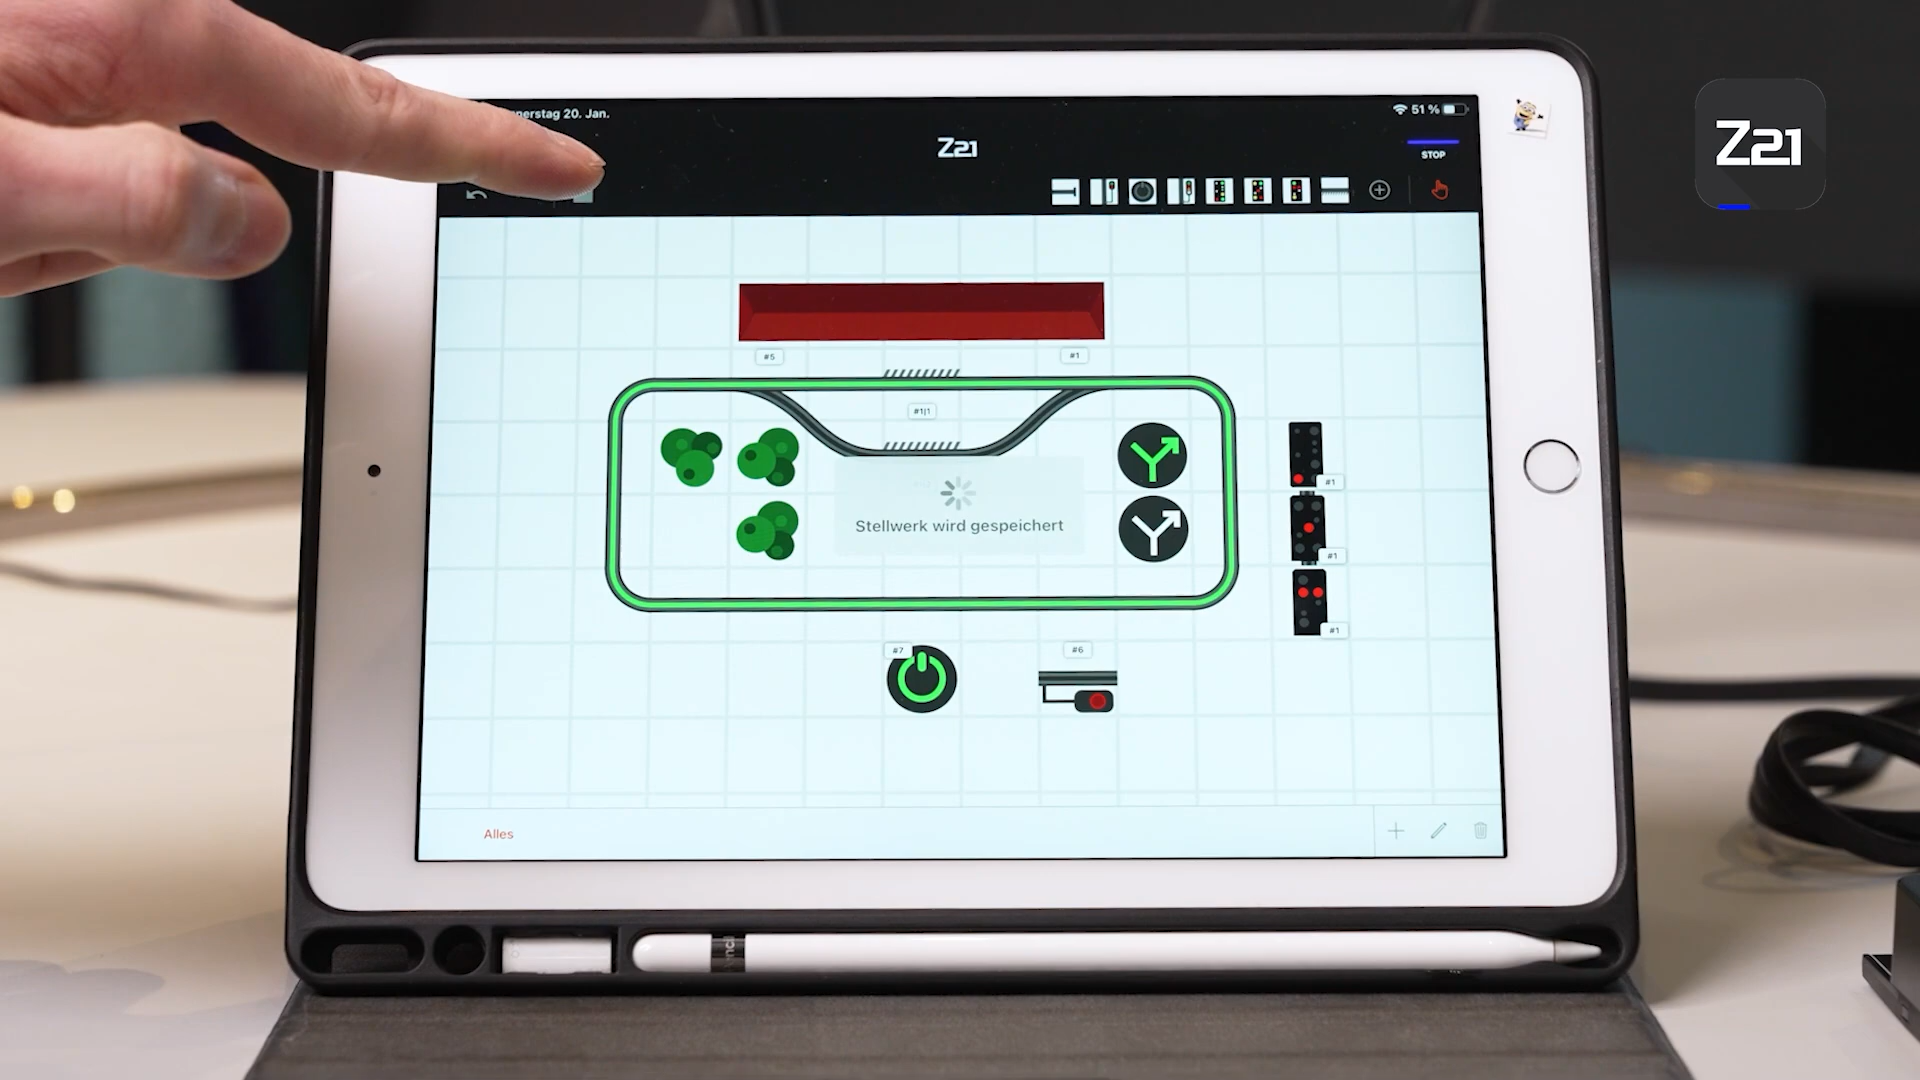 nerstag 20. Jan.
51 %
Z21
STOP
Z21
#5
#1
#1|1
#1
Stellwerk wird gespeichert
#1
#1
#7
#6
Alles